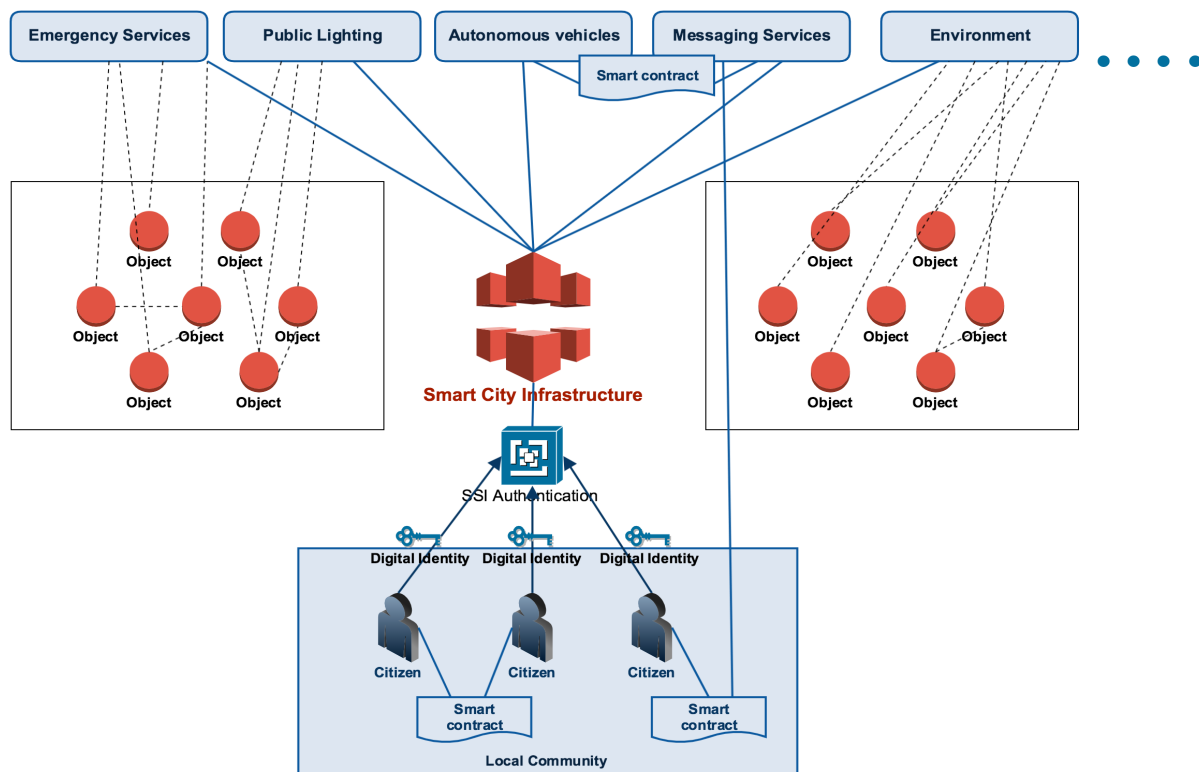 Emergency Services
Public Lighting
Autonomous vehicles
Messaging Services
Environment
Smart contract
Object
Object
Object
Object
Object
Object
Object
Object
Object
Object
Object
Object
Object
Object
Smart City Infrastructure
SSI Authentication
Digital Identity
Digital Identity
Digital Identity
Citizen
Citizen
Citizen
Smart
contract
Smart
contract
Local Community